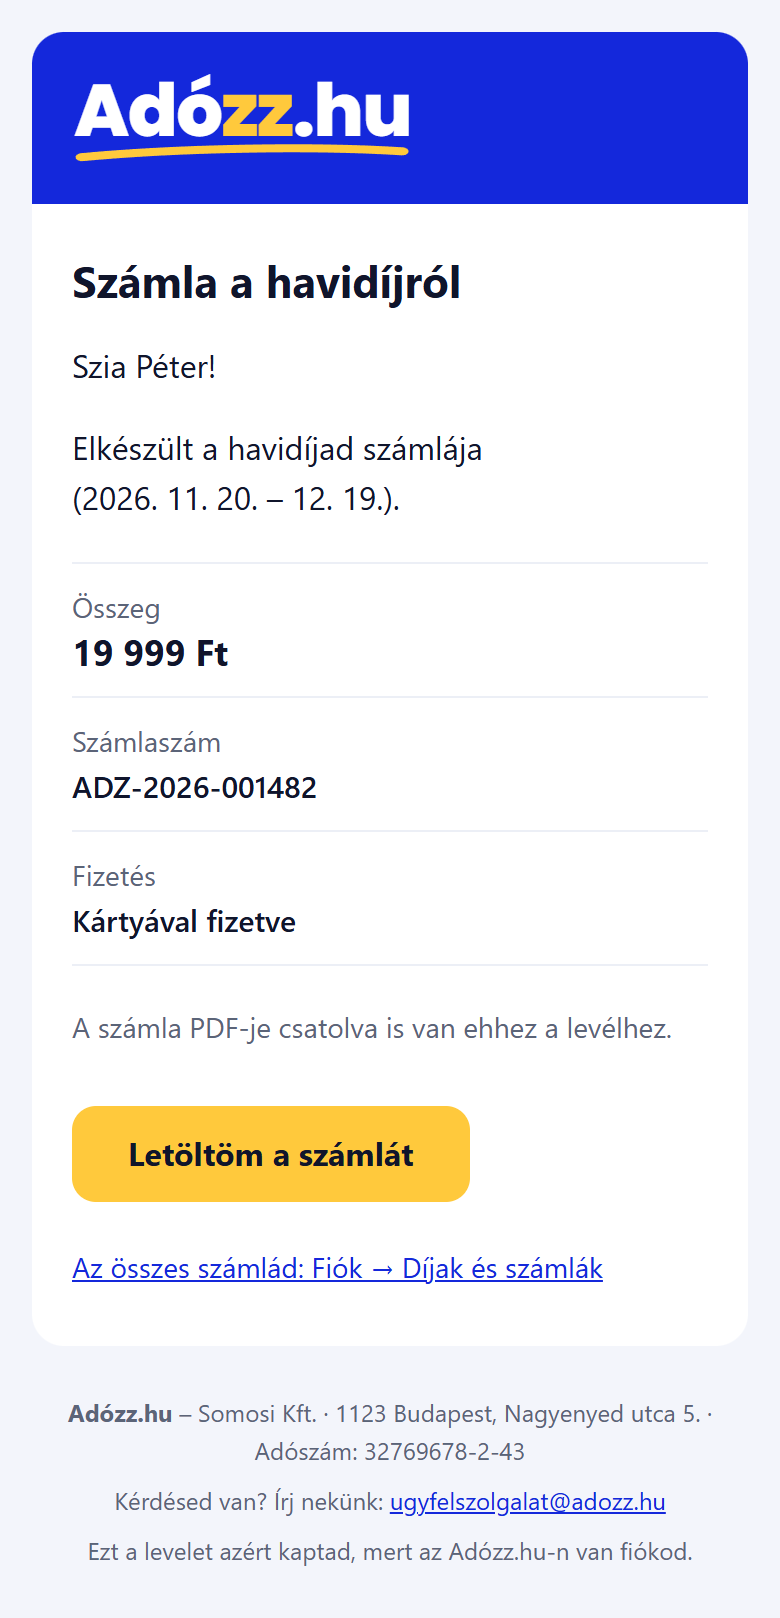 Adózz.hu
Számla a havidíjról
Szia Péter!
Elkészült a havidíjad számlája
(2026. 11. 20. – 12. 19.).
Összeg
19 999 Ft
Számlaszám
ADZ-2026-001482
Fizetés
Kártyával fizetve
A számla PDF-je csatolva is van ehhez a levélhez.
Letöltöm a számlát
Az összes számlád: Fiók → Díjak és számlák
Adózz.hu – Somosi Kft. · 1123 Budapest, Nagyenyed utca 5. ·
Adószám: 32769678-2-43
Kérdésed van? Írj nekünk: ugyfelszolgalat@adozz.hu
Ezt a levelet azért kaptad, mert az Adózz.hu-n van fiókod.